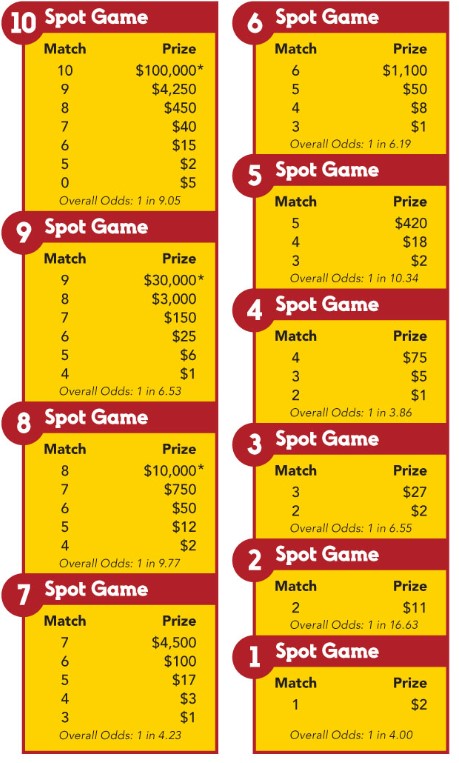 10 Spot Game
Match Prize
10 $100,000*
9 $4,250
8 $450
7 $40
6 $15
5 $2
0 $5
Overall Odds: 1 in 9.05
9 Spot Game
Match Prize
9 $30,000*
8 $3,000
7 $150
6 $25
5 $6
4 $1
Overall Odds: 1 in 6.53
8 Spot Game
Match Prize
8 $10,000*
7 $750
6 $50
5 $12
4 $2
Overall Odds: 1 in 9.77
7 Spot Game
Match Prize
7 $4,500
6 $100
5 $17
4 $3
3 $1
Overall Odds: 1 in 4.23
6 Spot Game
Match Prize
6 $1,100
5 $50
4 $8
3 $1
Overall Odds: 1 in 6.19
5 Spot Game
Match Prize
5 $420
4 $18
3 $2
Overall Odds: 1 in 10.34
4 Spot Game
Match Prize
4 $75
3 $5
2 $1
Overall Odds: 1 in 3.86
3 Spot Game
Match Prize
3 $27
2 $2
Overall Odds: 1 in 6.55
2 Spot Game
Match Prize
2 $11
Overall Odds: 1 in 16.63
1 Spot Game
Match Prize
1 $2
Overall Odds: 1 in 4.00